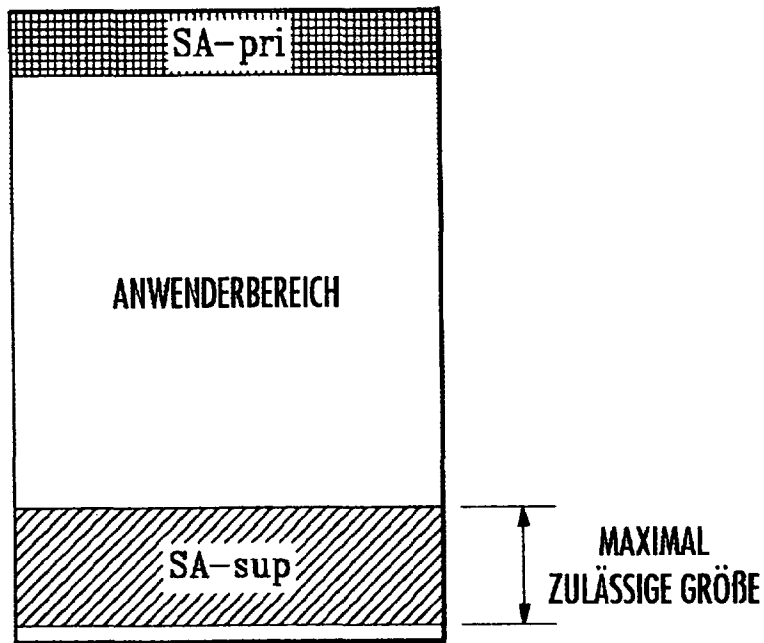 SA-pri
ANWENDERBEREICH
SA-sup
MAXIMAL
ZULÄSSIGE GRÖßE